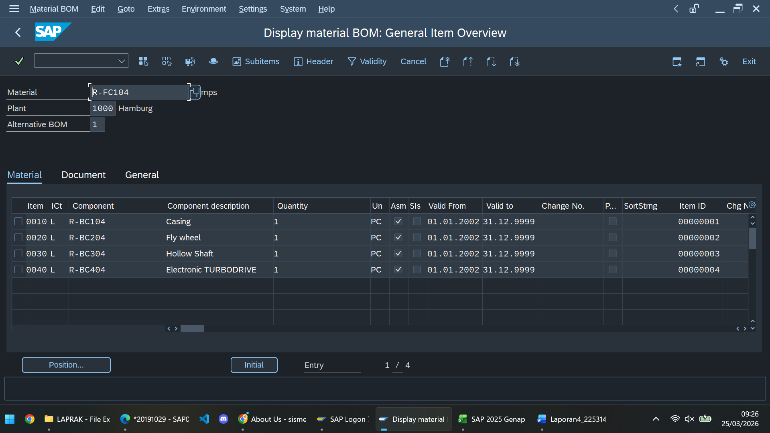 Material BOM Edit Goto Extras Environment Settings System Help
SAP Display material BOM: General Item Overview
Subitems Header Validity Cancel Exit
Material R-FC104 mps
Plant 1000 Hamburg
Alternative BOM 1
Material Document General
Item ICt Component Component description Quantity Un Asm SIs Valid From Valid to Change No. P... SortStrng Item ID Chg N
0010 L R-BC104 Casing 1 PC 01.01.2002 31.12.9999 00000001
0020 L R-BC204 Fly wheel 1 PC 01.01.2002 31.12.9999 00000002
0030 L R-BC304 Hollow Shaft 1 PC 01.01.2002 31.12.9999 00000003
0040 L R-BC404 Electronic TURBODRIVE 1 PC 01.01.2002 31.12.9999 00000004
Position... Initial Entry 1 / 4
LAPRAK - File Ex *20191029 - SAPO About Us - sisme SAP Logon Display material SAP 2025 Genap Laporan4_225314
09:26
25/03/2026